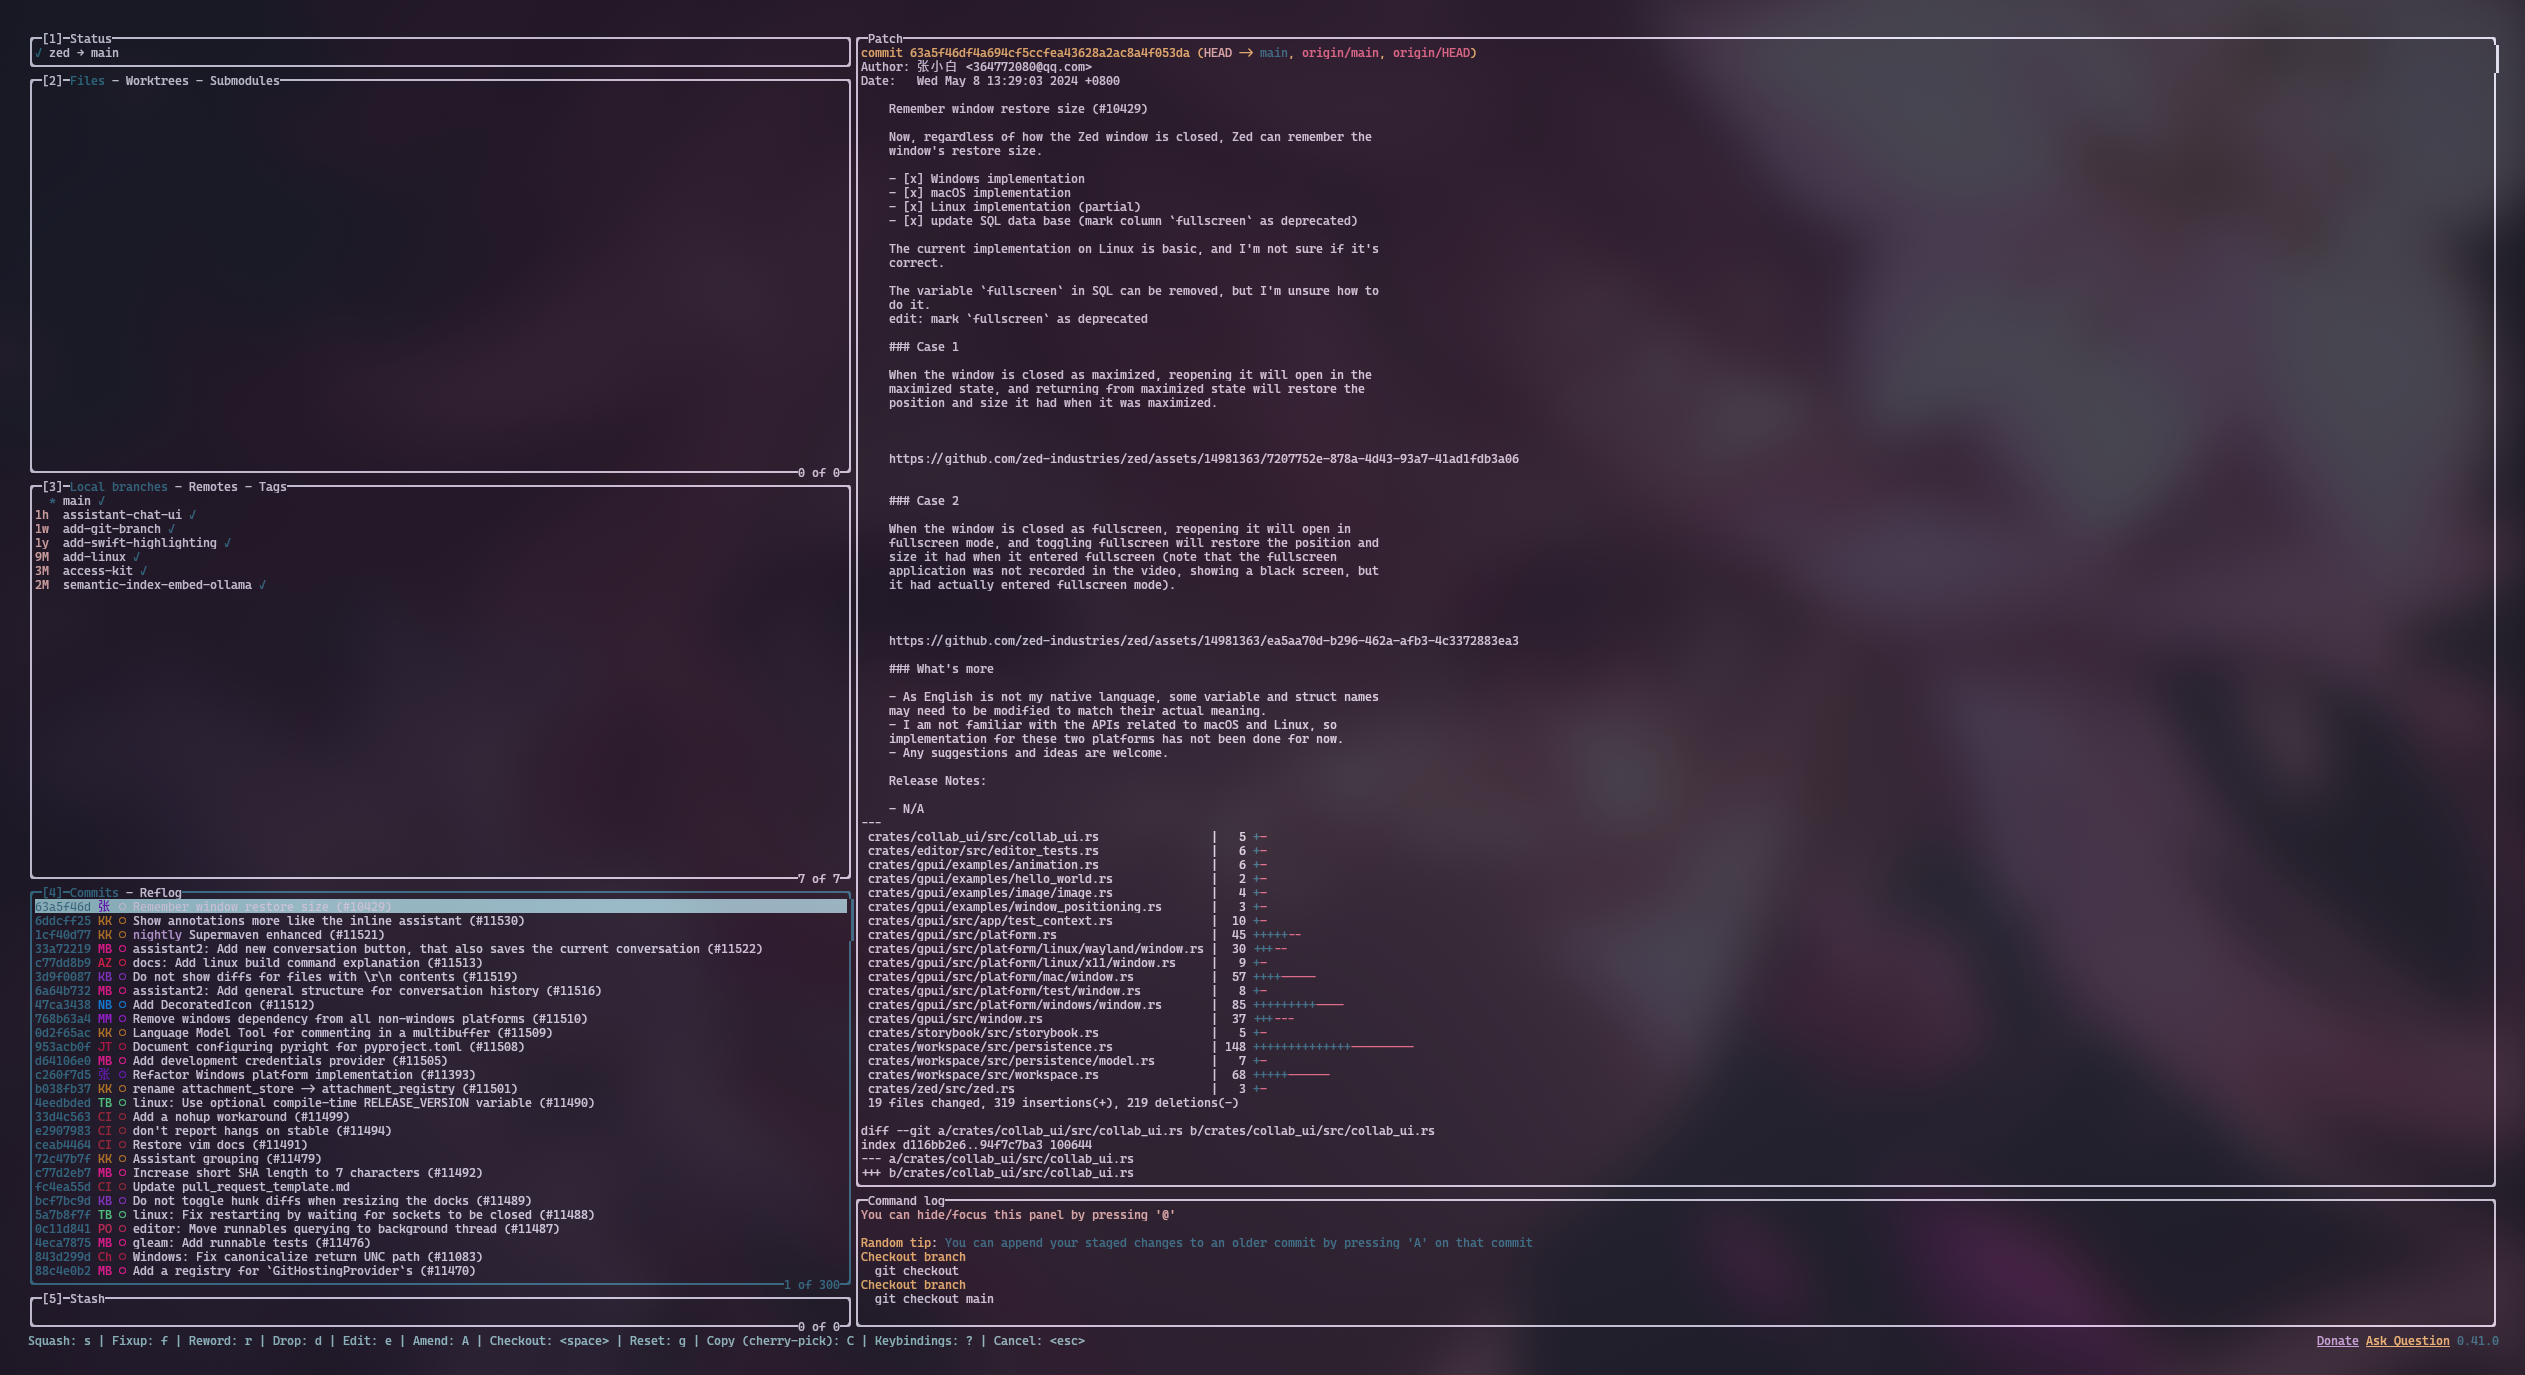 [1]-Status
✓ zed → main
[2]-Files - Worktrees - Submodules
0 of 0
[3]-Local branches - Remotes - Tags
* main ✓
1h assistant-chat-ui ✓
1w add-git-branch ✓
1y add-swift-highlighting ✓
9M add-linux ✓
3M access-kit ✓
2M semantic-index-embed-ollama ✓
7 of 7
[4]-Commits - Reflog
63a5f46d 张 ○ Remember window restore size (#10429)
6ddcff25 KK ○ Show annotations more like the inline assistant (#11530)
1cf40d77 KK ○ nightly Supermaven enhanced (#11521)
33a72219 MB ○ assistant2: Add new conversation button, that also saves the current conversation (#11522)
c77dd8b9 AZ ○ docs: Add linux build command explanation (#11513)
3d9f0087 KB ○ Do not show diffs for files with \r\n contents (#11519)
6a64b732 MB ○ assistant2: Add general structure for conversation history (#11516)
47ca3438 NB ○ Add DecoratedIcon (#11512)
768b63a4 MM ○ Remove windows dependency from all non-windows platforms (#11510)
0d2f65ac KK ○ Language Model Tool for commenting in a multibuffer (#11509)
953acb0f JT ○ Document configuring pyright for pyproject.toml (#11508)
d64106e0 MB ○ Add development credentials provider (#11505)
c260f7d5 张 ○ Refactor Windows platform implementation (#11393)
b038fb37 KK ○ rename attachment_store -> attachment_registry (#11501)
4eedbded TB ○ linux: Use optional compile-time RELEASE_VERSION variable (#11490)
33d4c563 CI ○ Add a nohup workaround (#11499)
e2907983 CI ○ don't report hangs on stable (#11494)
ceab4464 CI ○ Restore vim docs (#11491)
72c47b7f KK ○ Assistant grouping (#11479)
c77d2eb7 MB ○ Increase short SHA length to 7 characters (#11492)
fc4ea55d CI ○ Update pull_request_template.md
bcf7bc9d KB ○ Do not toggle hunk diffs when resizing the docks (#11489)
5a7b8f7f TB ○ linux: Fix restarting by waiting for sockets to be closed (#11488)
0c11d841 PO ○ editor: Move runnables querying to background thread (#11487)
4eca7875 MB ○ gleam: Add runnable tests (#11476)
843d299d Ch ○ Windows: Fix canonicalize return UNC path (#11083)
88c4e0b2 MB ○ Add a registry for `GitHostingProvider`s (#11470)
1 of 300
[5]-Stash
0 of 0
Patch
commit 63a5f46df4a694cf5ccfea43628a2ac8a4f053da (HEAD -> main, origin/main, origin/HEAD)
Author: 张小白 <364772080@qq.com>
Date:   Wed May 8 13:29:03 2024 +0800
Remember window restore size (#10429)
Now, regardless of how the Zed window is closed, Zed can remember the
window's restore size.
- [x] Windows implementation
- [x] macOS implementation
- [x] Linux implementation (partial)
- [x] update SQL data base (mark column `fullscreen` as deprecated)
The current implementation on Linux is basic, and I'm not sure if it's
correct.
The variable `fullscreen` in SQL can be removed, but I'm unsure how to
do it.
edit: mark `fullscreen` as deprecated
### Case 1
When the window is closed as maximized, reopening it will open in the
maximized state, and returning from maximized state will restore the
position and size it had when it was maximized.
https://github.com/zed-industries/zed/assets/14981363/7207752e-878a-4d43-93a7-41ad1fdb3a06
### Case 2
When the window is closed as fullscreen, reopening it will open in
fullscreen mode, and toggling fullscreen will restore the position and
size it had when it entered fullscreen (note that the fullscreen
application was not recorded in the video, showing a black screen, but
it had actually entered fullscreen mode).
https://github.com/zed-industries/zed/assets/14981363/ea5aa70d-b296-462a-afb3-4c3372883ea3
### What's more
- As English is not my native language, some variable and struct names
may need to be modified to match their actual meaning.
- I am not familiar with the APIs related to macOS and Linux, so
implementation for these two platforms has not been done for now.
- Any suggestions and ideas are welcome.
Release Notes:
- N/A
---
crates/collab_ui/src/collab_ui.rs | 5 +-
crates/editor/src/editor_tests.rs | 6 +-
crates/gpui/examples/animation.rs | 6 +-
crates/gpui/examples/hello_world.rs | 2 +-
crates/gpui/examples/image/image.rs | 4 +-
crates/gpui/examples/window_positioning.rs | 3 +-
crates/gpui/src/app/test_context.rs | 10 +-
crates/gpui/src/platform.rs | 45 +++++--
crates/gpui/src/platform/linux/wayland/window.rs | 30 +++--
crates/gpui/src/platform/linux/x11/window.rs | 9 +-
crates/gpui/src/platform/mac/window.rs | 57 ++++-----
crates/gpui/src/platform/test/window.rs | 8 +-
crates/gpui/src/platform/windows/window.rs | 85 +++++++++----
crates/gpui/src/window.rs | 37 +++---
crates/storybook/src/storybook.rs | 5 +-
crates/workspace/src/persistence.rs | 148 ++++++++++++++---------
crates/workspace/src/persistence/model.rs | 7 +-
crates/workspace/src/workspace.rs | 68 +++++------
crates/zed/src/zed.rs | 3 +-
19 files changed, 319 insertions(+), 219 deletions(-)
diff --git a/crates/collab_ui/src/collab_ui.rs b/crates/collab_ui/src/collab_ui.rs
index d116bb2e6..94f7c7ba3 100644
--- a/crates/collab_ui/src/collab_ui.rs
+++ b/crates/collab_ui/src/collab_ui.rs
Command log
You can hide/focus this panel by pressing '@'
Random tip: You can append your staged changes to an older commit by pressing 'A' on that commit
Checkout branch
git checkout
Checkout branch
git checkout main
Squash: s | Fixup: f | Reword: r | Drop: d | Edit: e | Amend: A | Checkout: <space> | Reset: g | Copy (cherry-pick): C | Keybindings: ? | Cancel: <esc>
Donate Ask Question 0.41.0